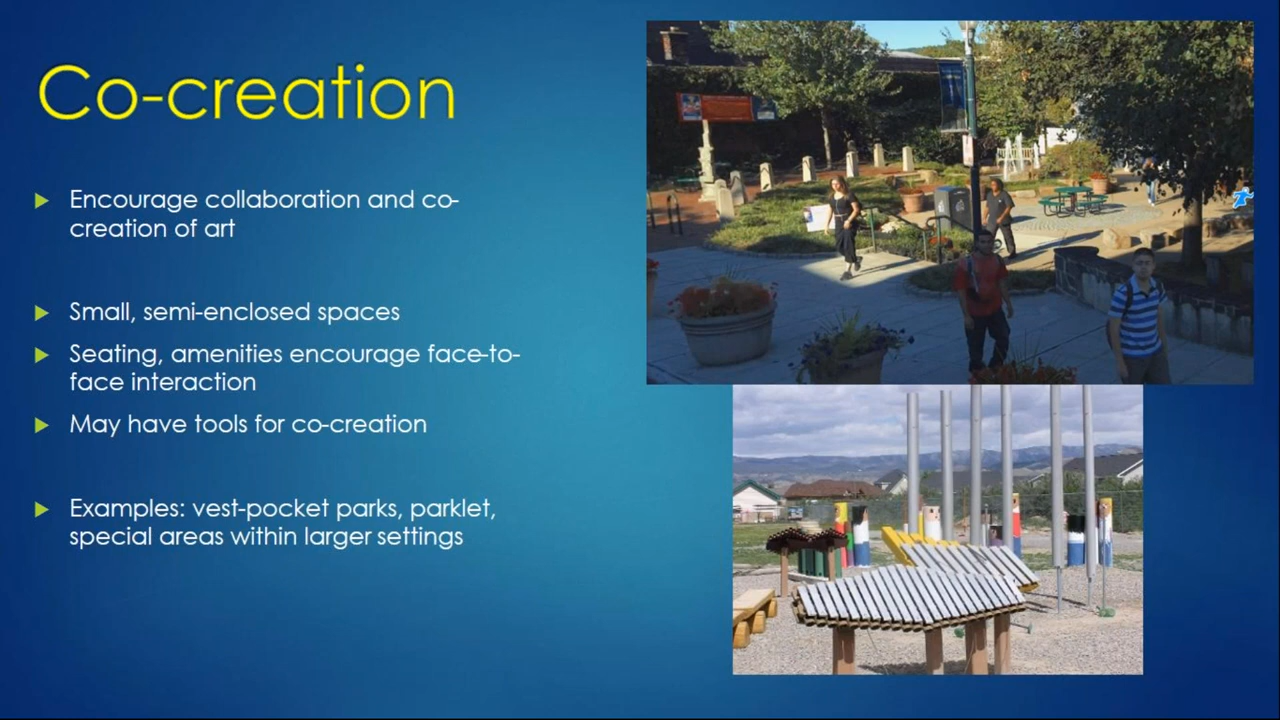 Co-creation
Encourage collaboration and co-
creation of art
Small, semi-enclosed spaces
Seating, amenities encourage face-to-
face interaction
May have tools for co-creation
Examples: vest-pocket parks, parklet,
special areas within larger settings